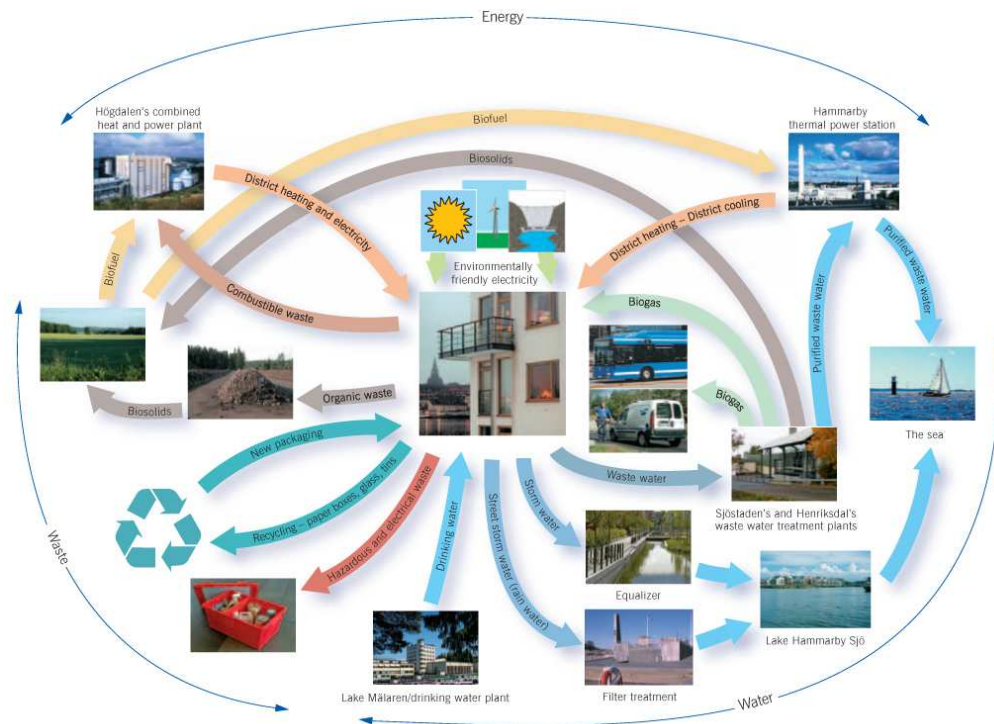 Energy
Högdalen's combined
heat and power plant
Hammarby
thermal power station
Biofuel
Biosolids
District heating and electricity
District heating – District cooling
Environmentally
friendly electricity
Biofuel
Combustible waste
Biogas
Purified waste water
Purified waste water
Organic waste
Biosolids
Biogas
The sea
New packaging
Recycling – paper boxes, glass, tins
Hazardous and electrical waste
Drinking water
Street storm water (rain water)
Storm water
Waste water
Sjöstaden's and Henriksdal's
waste water treatment plants
Waste
Equalizer
Lake Hammarby Sjö
Lake Mälaren/drinking water plant
Filter treatment
Water